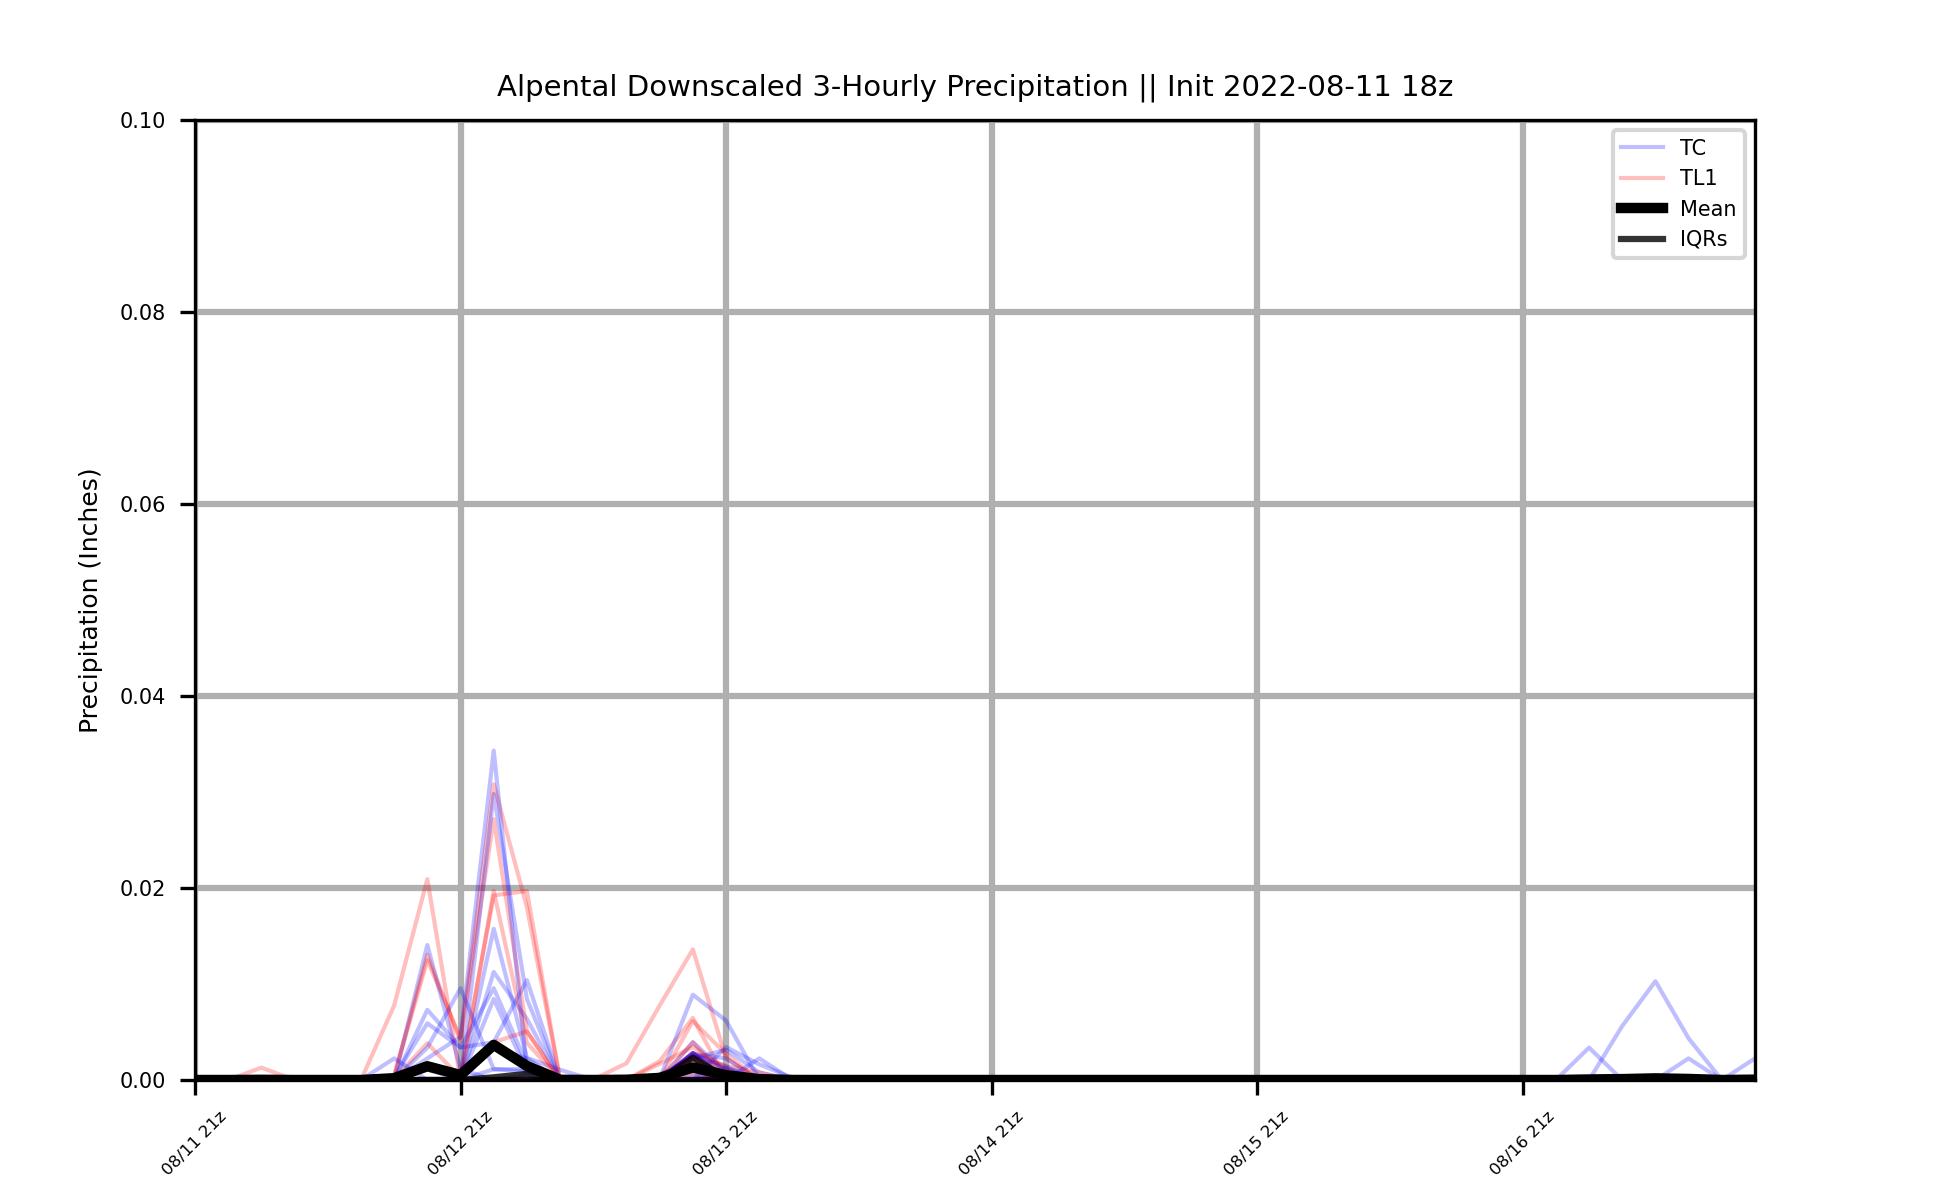 Alpental Downscaled 3-Hourly Precipitation || Init 2022-08-11 18z
TC
TL1
Mean
IQRs
Precipitation (Inches)
0.10
0.08
0.06
0.04
0.02
0.00
08/11 21z
08/12 21z
08/13 21z
08/14 21z
08/15 21z
08/16 21z